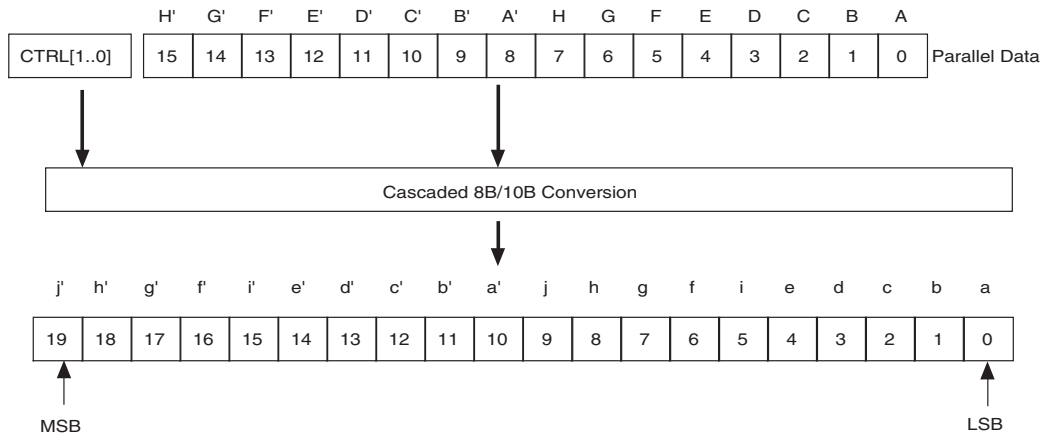 H' G' F' E' D' C' B' A' H G F E D C B A
CTRL[1..0] 15 14 13 12 11 10 9 8 7 6 5 4 3 2 1 0 Parallel Data
Cascaded 8B/10B Conversion
j' h' g' f' i' e' d' c' b' a' j h g f i e d c b a
19 18 17 16 15 14 13 12 11 10 9 8 7 6 5 4 3 2 1 0
MSB LSB